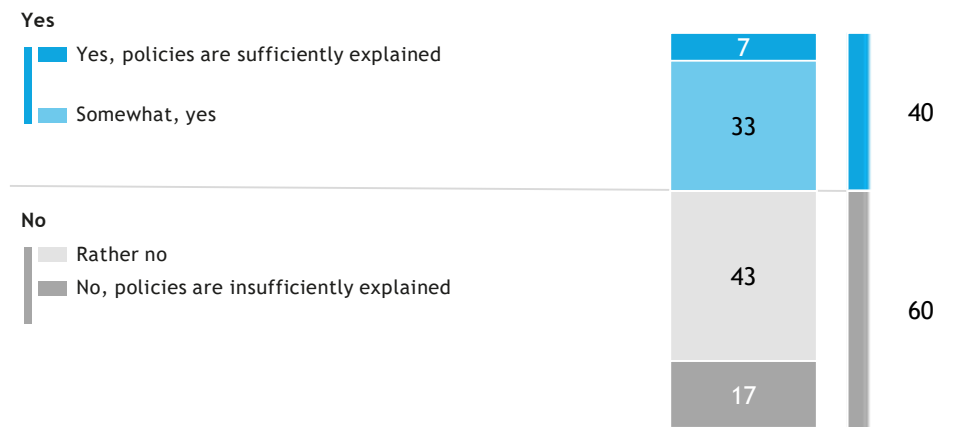 Yes
Yes, policies are sufficiently explained
Somewhat, yes
7
33
40
No
Rather no
No, policies are insufficiently explained
43
17
60